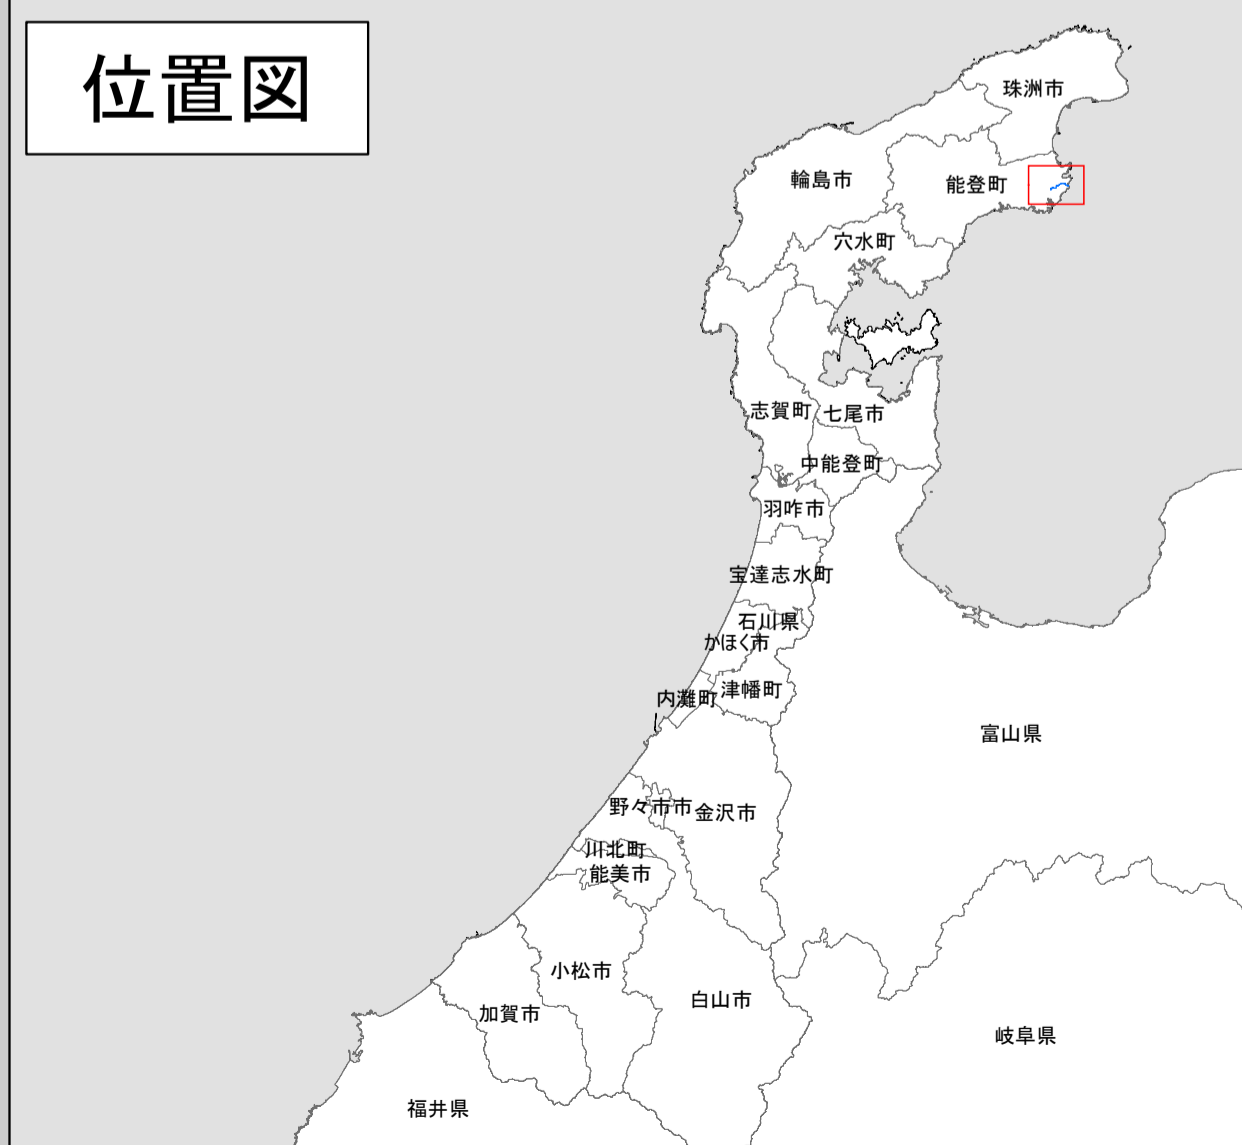 位置図
珠洲市
輪島市
能登町
穴水町
志賀町
七尾市
中能登町
羽咋市
宝達志水町
石川県
かほく市
内灘町
津幡町
富山県
野々市市
金沢市
川北町
能美市
小松市
白山市
加賀市
岐阜県
福井県